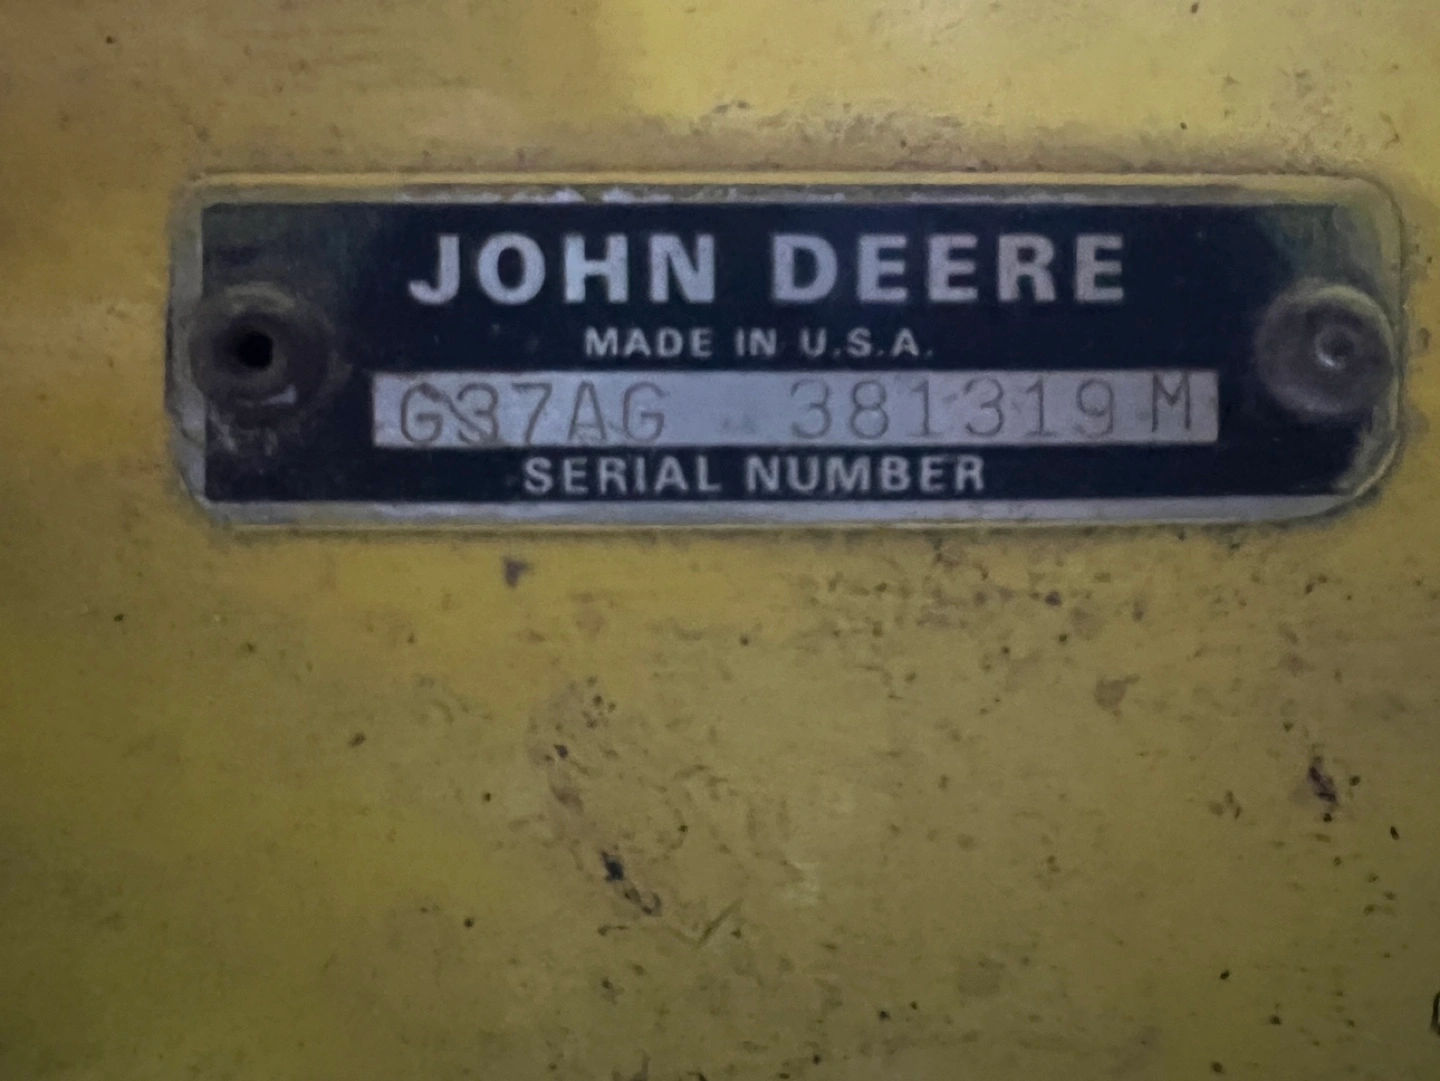 JOHN DEERE
MADE IN U.S.A.
G37AG 381319M
SERIAL NUMBER